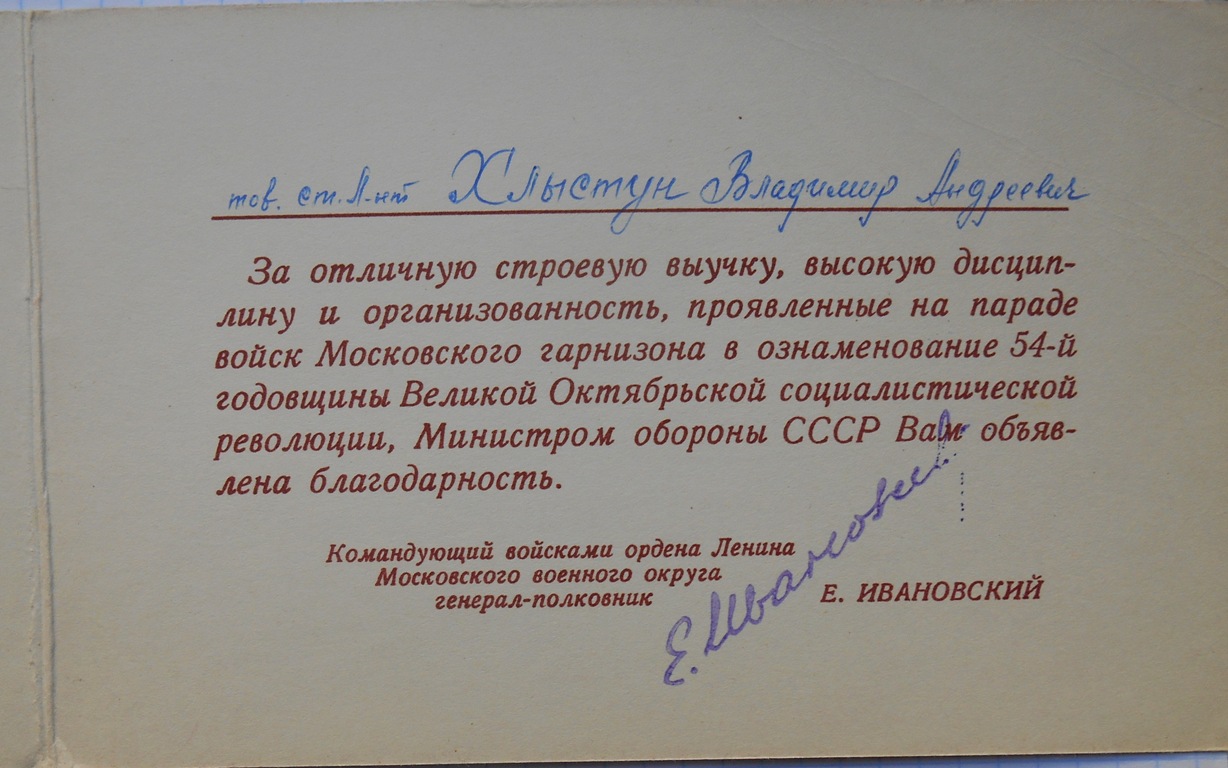 тов. ст. л-нт Хлыстун Владимир Андреевич
За отличную строевую выучку, высокую дисцип-
лину и организованность, проявленные на параде
войск Московского гарнизона в ознаменование 54-й
годовщины Великой Октябрьской социалистической
революции, Министром обороны СССР Вам объяв-
лена благодарность.
Командующий войсками ордена Ленина
Московского военного округа
генерал-полковник
Е. ИВАНОВСКИЙ
Е. Ивановский